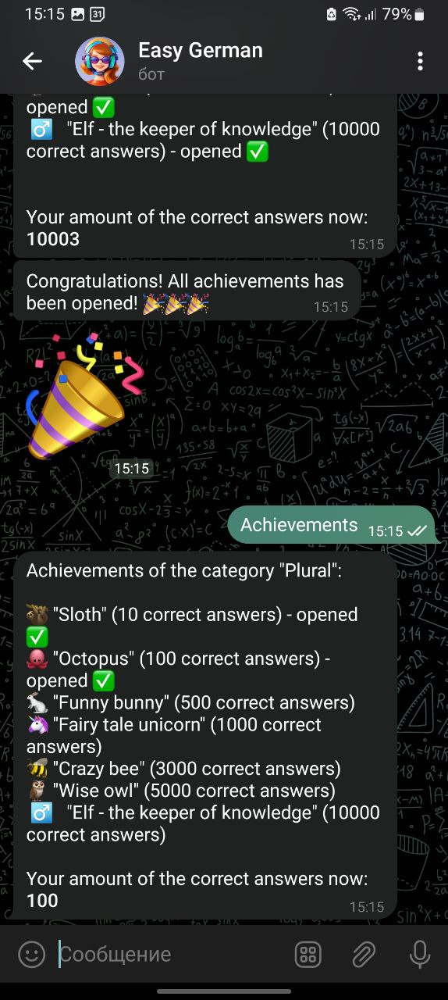 15:15 31 79%
Easy German
бот
opened ✅
♂️ "Elf - the keeper of knowledge" (10000
correct answers) - opened ✅
Your amount of the correct answers now:
10003
15:15
Congratulations! All achievements has
been opened! 🎉🎉🎉 15:15
15:15
Achievements 15:15
Achievements of the category "Plural":
🦥 "Sloth" (10 correct answers) - opened
✅
🐙 "Octopus" (100 correct answers) -
opened ✅
🐇 "Funny bunny" (500 correct answers)
🦄 "Fairy tale unicorn" (1000 correct
answers)
🐝 "Crazy bee" (3000 correct answers)
🦉 "Wise owl" (5000 correct answers)
♂️ "Elf - the keeper of knowledge" (10000
correct answers)
Your amount of the correct answers now:
100
15:15
Сообщение